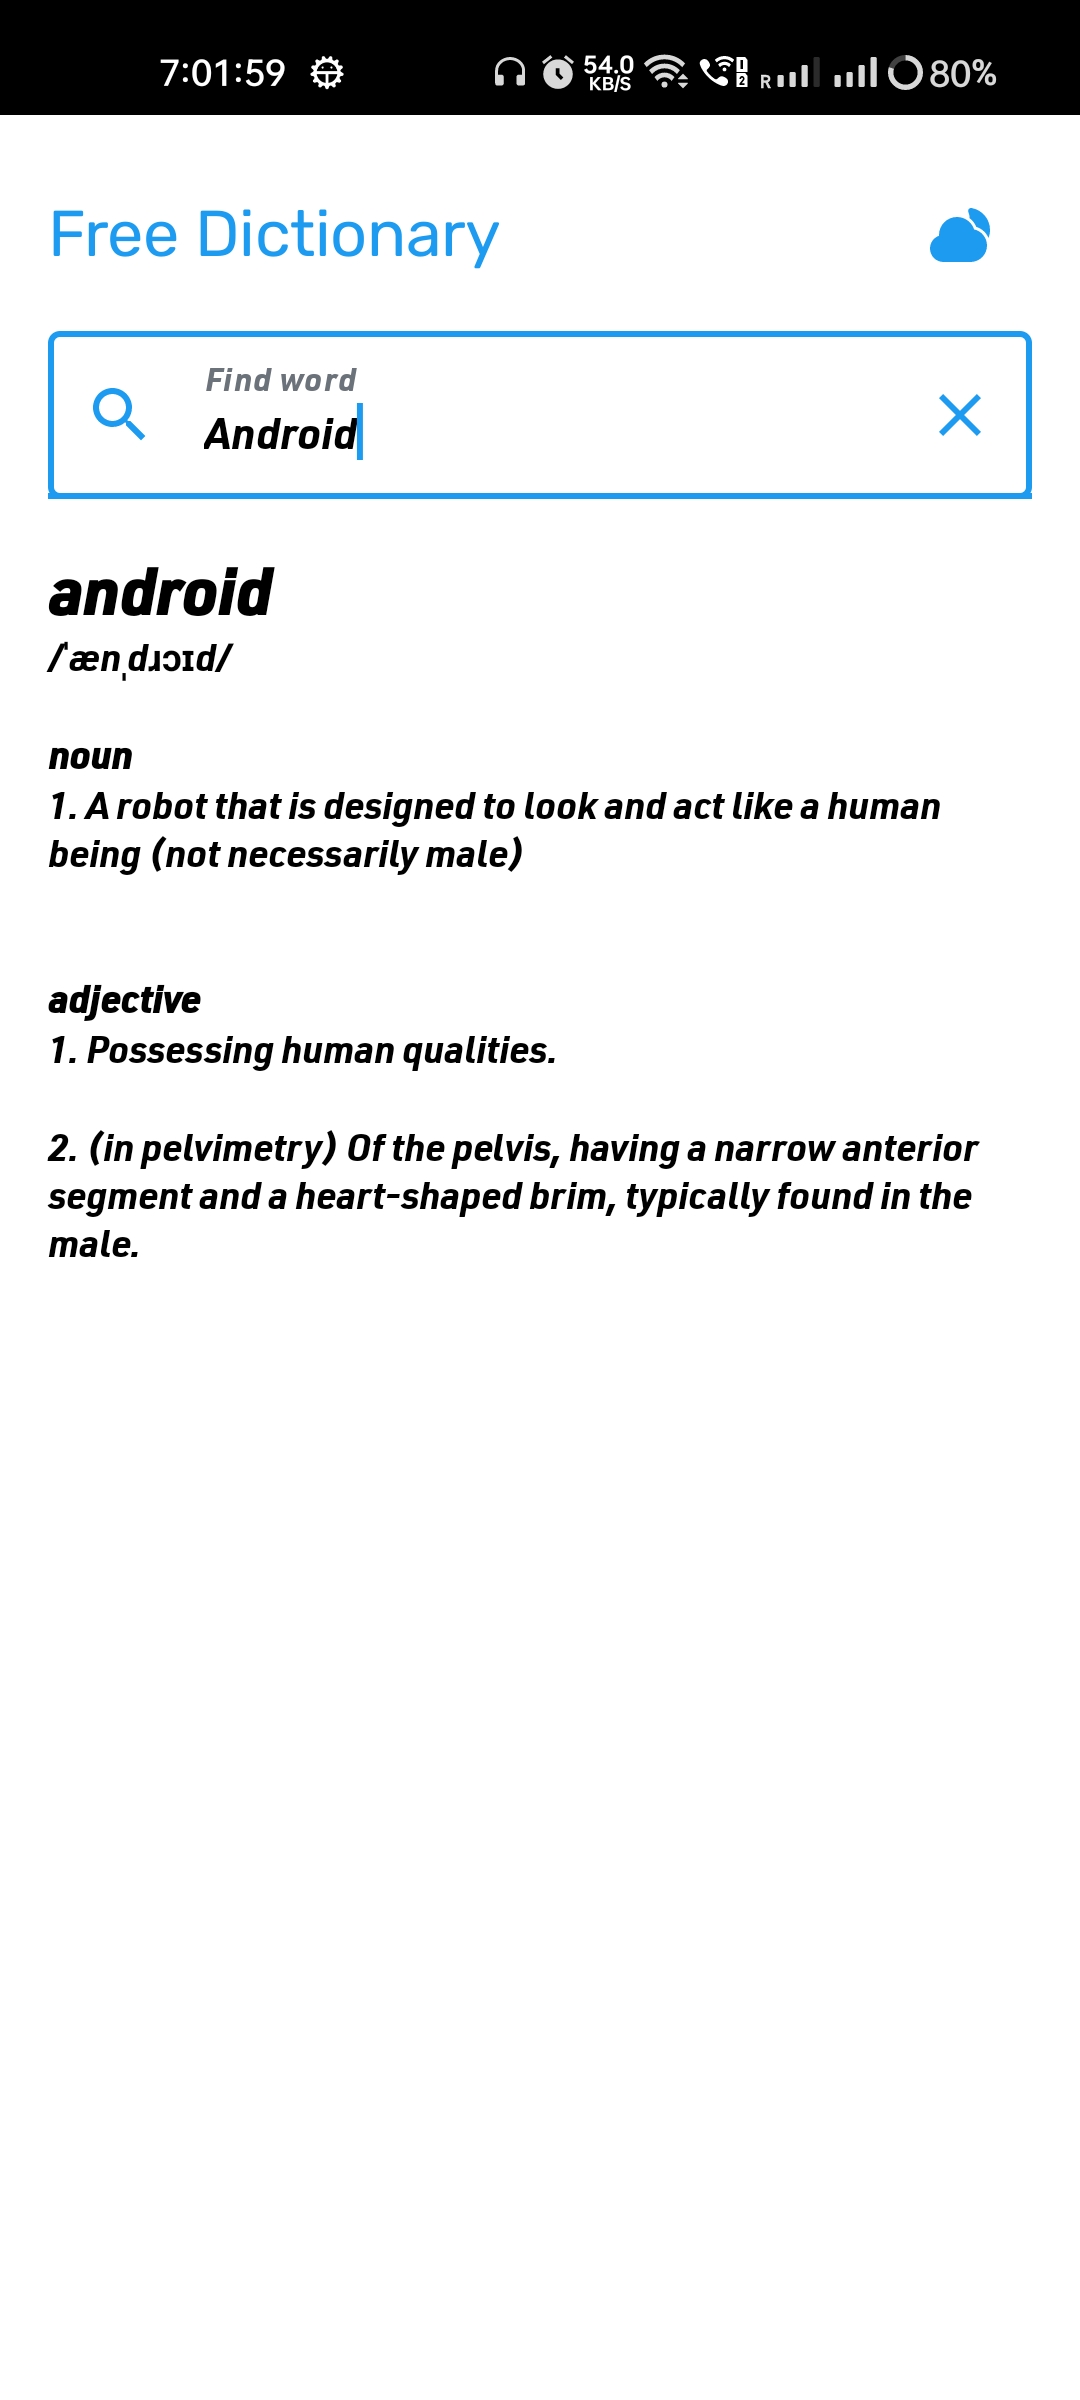 7:01:59 54.0 KB/S R 80%
Free Dictionary
Find word
Android
android
/ˈænˌdɹɔɪd/
noun
1. A robot that is designed to look and act like a human
being (not necessarily male)
adjective
1. Possessing human qualities.
2. (in pelvimetry) Of the pelvis, having a narrow anterior
segment and a heart-shaped brim, typically found in the
male.